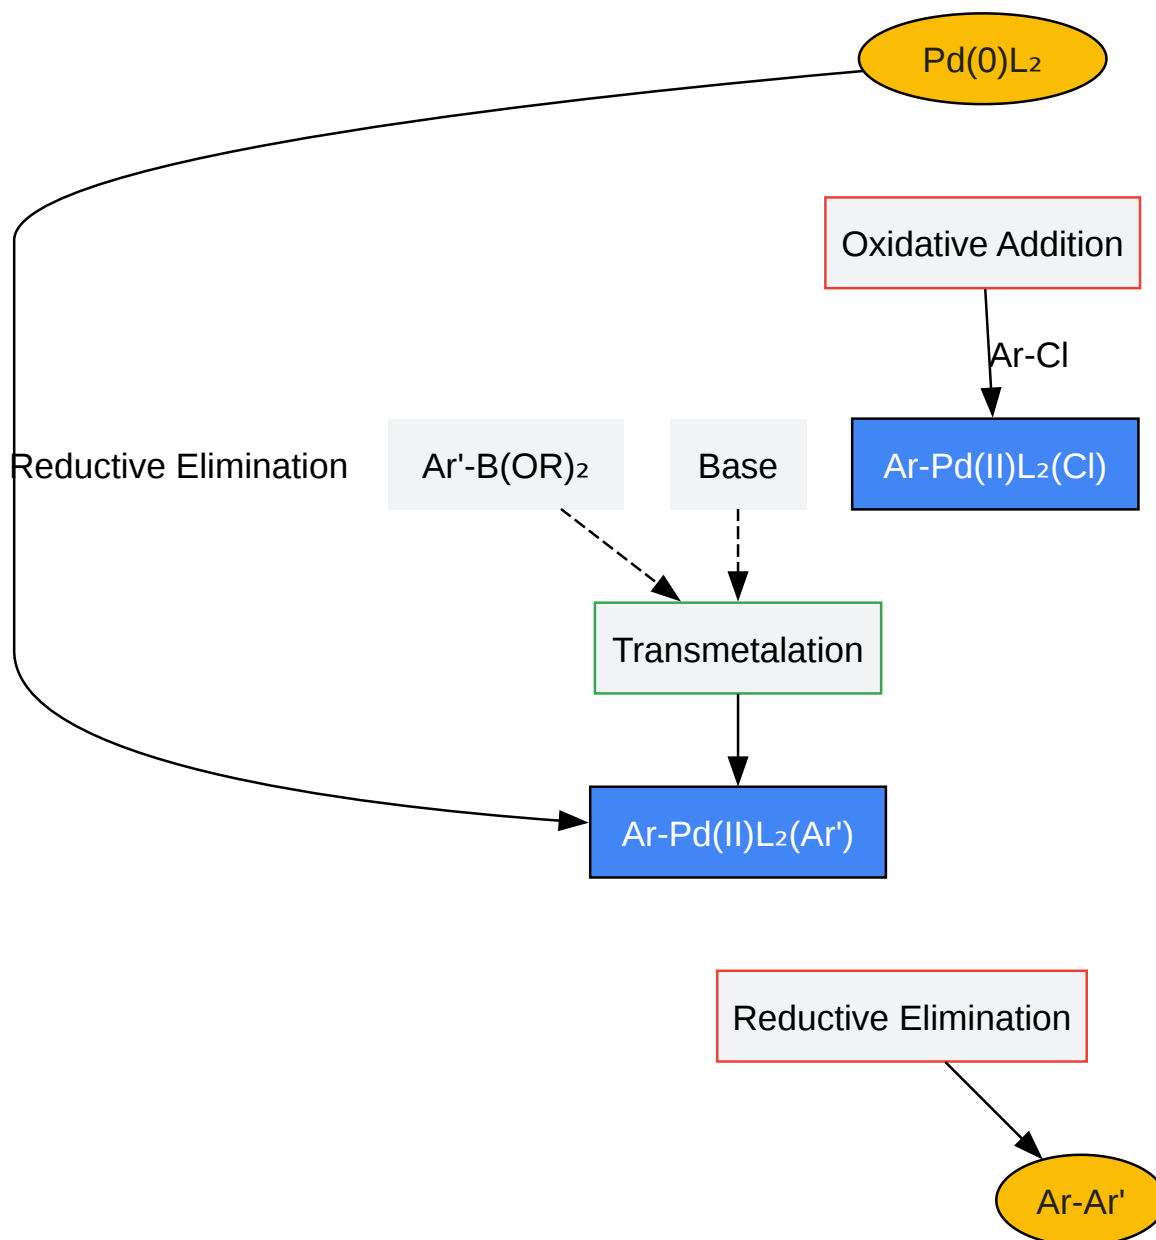 Pd(0)L₂
Oxidative Addition
Ar-Cl
Reductive Elimination
Ar'-B(OR)₂
Base
Ar-Pd(II)L₂(Cl)
Transmetalation
Ar-Pd(II)L₂(Ar')
Reductive Elimination
Ar-Ar'